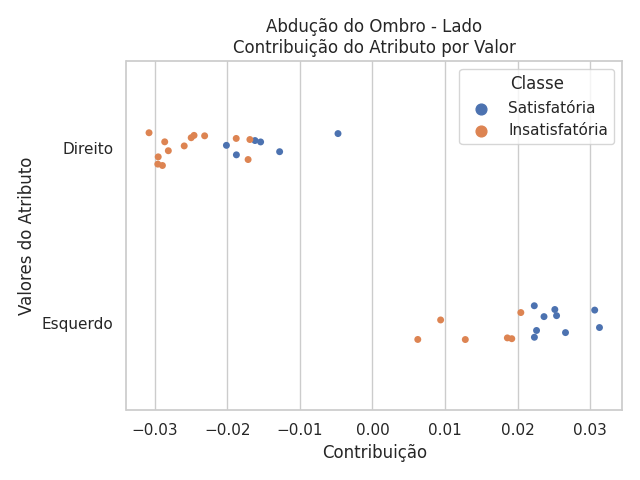 Abdução do Ombro - Lado
Contribuição do Atributo por Valor
Classe
Satisfatória
Insatisfatória
Valores do Atributo
Direito
Esquerdo
−0.03 −0.02 −0.01 0.00 0.01 0.02 0.03
Contribuição